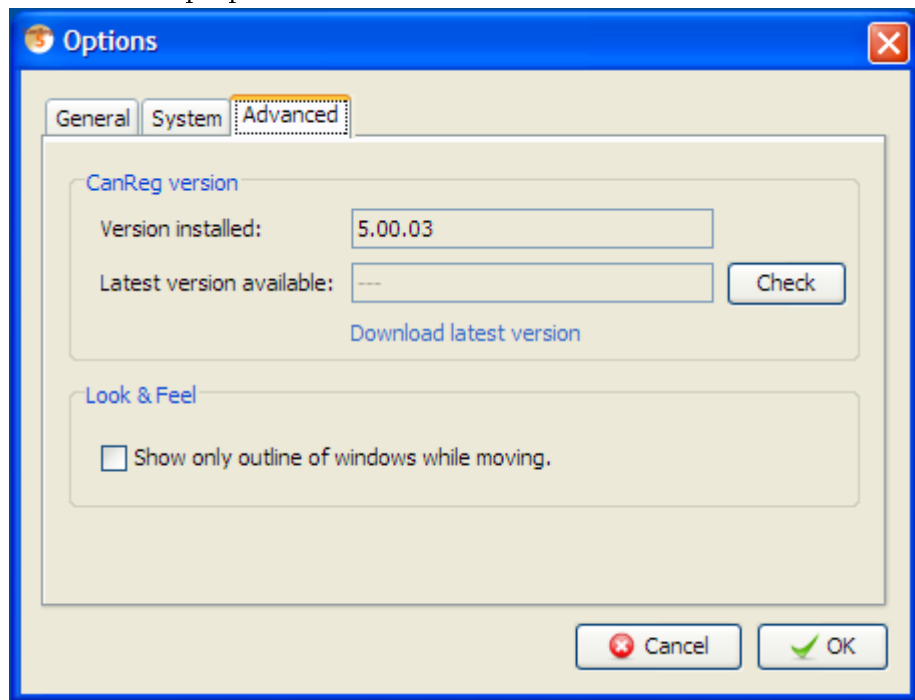 Options
General System Advanced
CanReg version
Version installed: 5.00.03
Latest version available: --- Check
Download latest version
Look & Feel
Show only outline of windows while moving.
Cancel OK